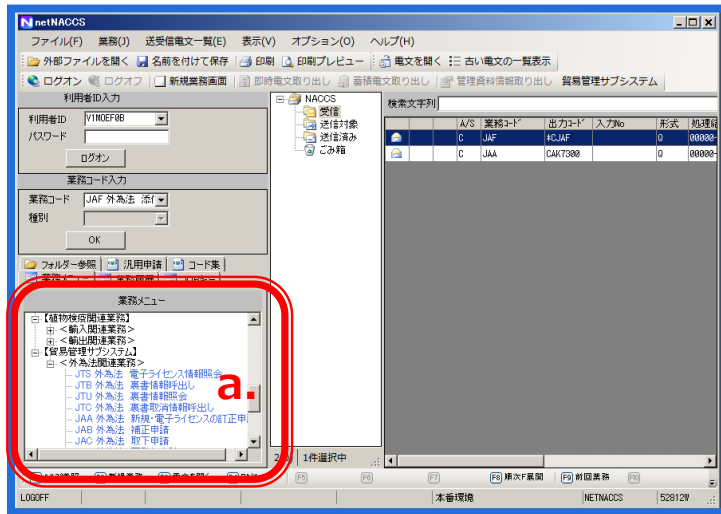 netNACCS
ファイル(F) 業務(J) 送受信電文一覧(E) 表示(V) オプション(O) ヘルプ(H)
外部ファイルを開く 名前を付けて保存 印刷 印刷プレビュー 電文を開く 古い電文の一覧表示
ログオン ログオフ 新規業務画面 即時電文取り出し 蓄積電文取り出し 管理資料情報取り出し 貿易管理サブシステム
利用者ID入力
利用者ID V1NOEF0B
パスワード
ログオン
業務コード入力
業務コード JAF 外為法 添付
種別
OK
フォルダー参照 汎用申請 コード集
業務メニュー
【植物検疫関連業務】
<輸入関連業務>
<輸出関連業務>
【貿易管理サブシステム】
<外為法関連業務>
JTS 外為法 電子ライセンス情報照会
JTB 外為法 裏書情報呼出し
JTU 外為法 裏書情報照会
JTC 外為法 裏書取消情報呼出し
JAA 外為法 新規・電子ライセンスの訂正申
JAB 外為法 補正申請
JAC 外為法 取下申請
a.
NACCS
受信
送信対象
送信済み
ごみ箱
検索文字列
A/S 業務コード 出力コード 入力No 形式 処理結
C JAF *CJAF Q 00000-
C JAA CAK7300 Q 00000-
1件選択中
F5 F6 F7 F8 順次F展開 F9 前回業務 F10
LOGOFF 本番環境 NETNACCS 52812W